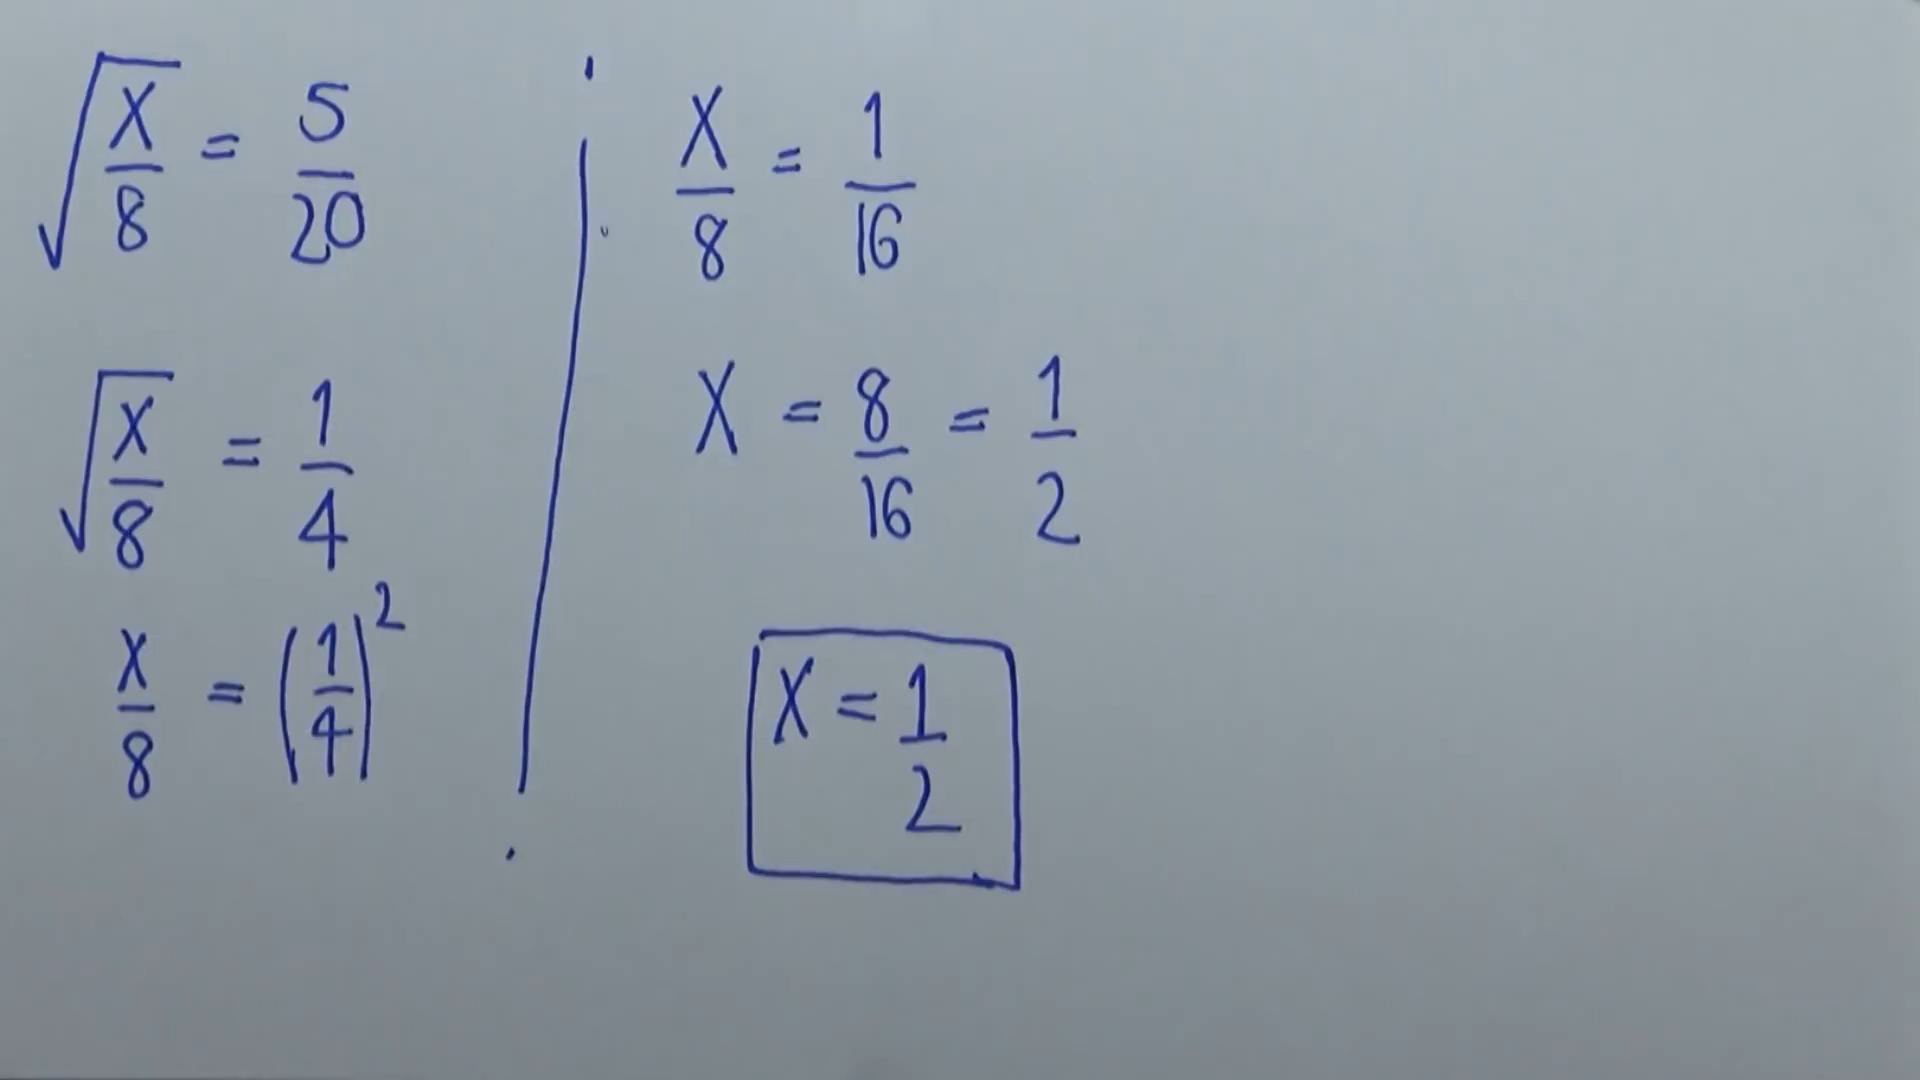 √(X/8) = 5/20
√(X/8) = 1/4
X/8 = (1/4)²
X/8 = 1/16
X = 8/16 = 1/2
X = 1/2